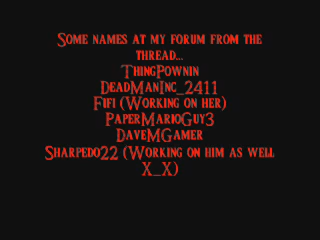 Some names at my forum from the
thread...
ThingPownin
DeadManInc_2411
Fifi (Working on her)
PaperMarioGuy3
DaveMGamer
Sharpedo22 (Working on him as well
X_X)